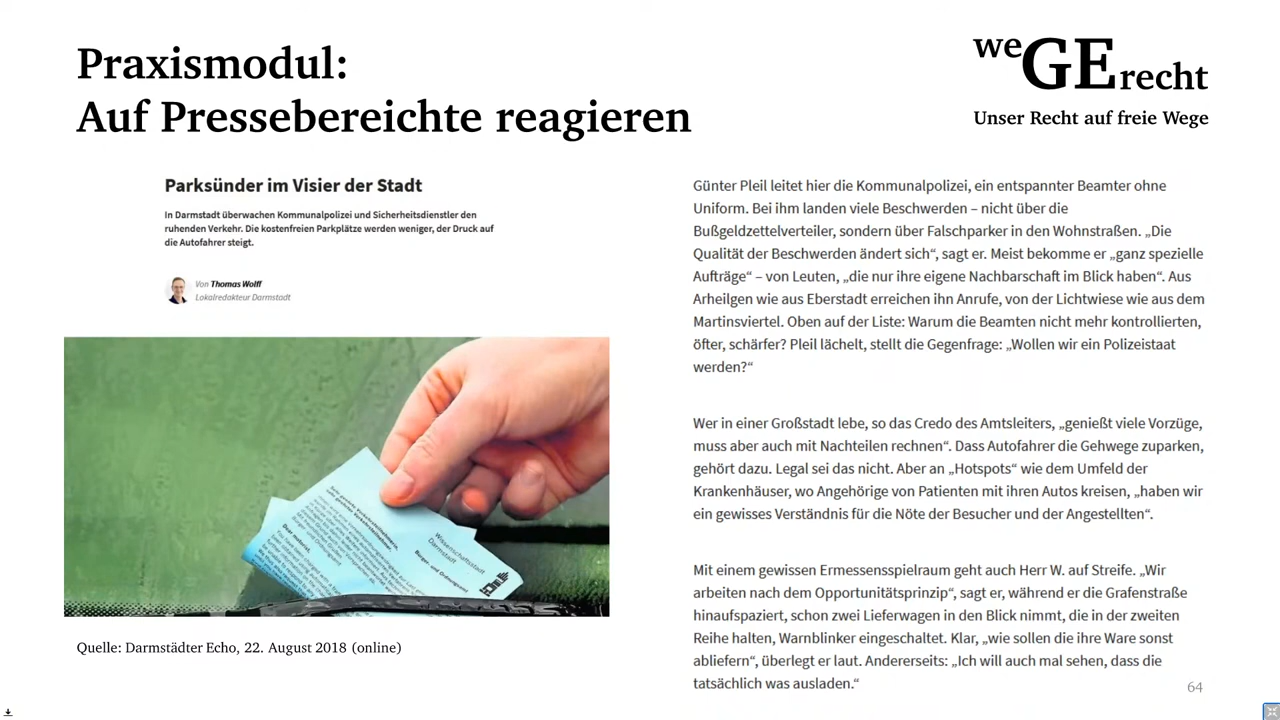 Praxismodul:
Auf Pressebereichte reagieren
weGErecht
Unser Recht auf freie Wege
Parksünder im Visier der Stadt
In Darmstadt überwachen Kommunalpolizei und Sicherheitsdienstler den
ruhenden Verkehr. Die kostenfreien Parkplätze werden weniger, der Druck auf
die Autofahrer steigt.
Von Thomas Wolff
Lokalredakteur Darmstadt
Wissenschaftsstadt
Darmstadt
Bürger- und Ordnungsamt
Quelle: Darmstädter Echo, 22. August 2018 (online)
Günter Pleil leitet hier die Kommunalpolizei, ein entspannter Beamter ohne
Uniform. Bei ihm landen viele Beschwerden – nicht über die
Bußgeldzettelverteiler, sondern über Falschparker in den Wohnstraßen. „Die
Qualität der Beschwerden ändert sich“, sagt er. Meist bekomme er „ganz spezielle
Aufträge“ – von Leuten, „die nur ihre eigene Nachbarschaft im Blick haben“. Aus
Arheilgen wie aus Eberstadt erreichen ihn Anrufe, von der Lichtwiese wie aus dem
Martinsviertel. Oben auf der Liste: Warum die Beamten nicht mehr kontrollierten,
öfter, schärfer? Pleil lächelt, stellt die Gegenfrage: „Wollen wir ein Polizeistaat
werden?“
Wer in einer Großstadt lebe, so das Credo des Amtsleiters, „genießt viele Vorzüge,
muss aber auch mit Nachteilen rechnen“. Dass Autofahrer die Gehwege zuparken,
gehört dazu. Legal sei das nicht. Aber an „Hotspots“ wie dem Umfeld der
Krankenhäuser, wo Angehörige von Patienten mit ihren Autos kreisen, „haben wir
ein gewisses Verständnis für die Nöte der Besucher und der Angestellten“.
Mit einem gewissen Ermessensspielraum geht auch Herr W. auf Streife. „Wir
arbeiten nach dem Opportunitätsprinzip“, sagt er, während er die Grafenstraße
hinaufspaziert, schon zwei Lieferwagen in den Blick nimmt, die in der zweiten
Reihe halten, Warnblinker eingeschaltet. Klar, „wie sollen die ihre Ware sonst
abliefern“, überlegt er laut. Andererseits: „Ich will auch mal sehen, dass die
tatsächlich was ausladen.“
64